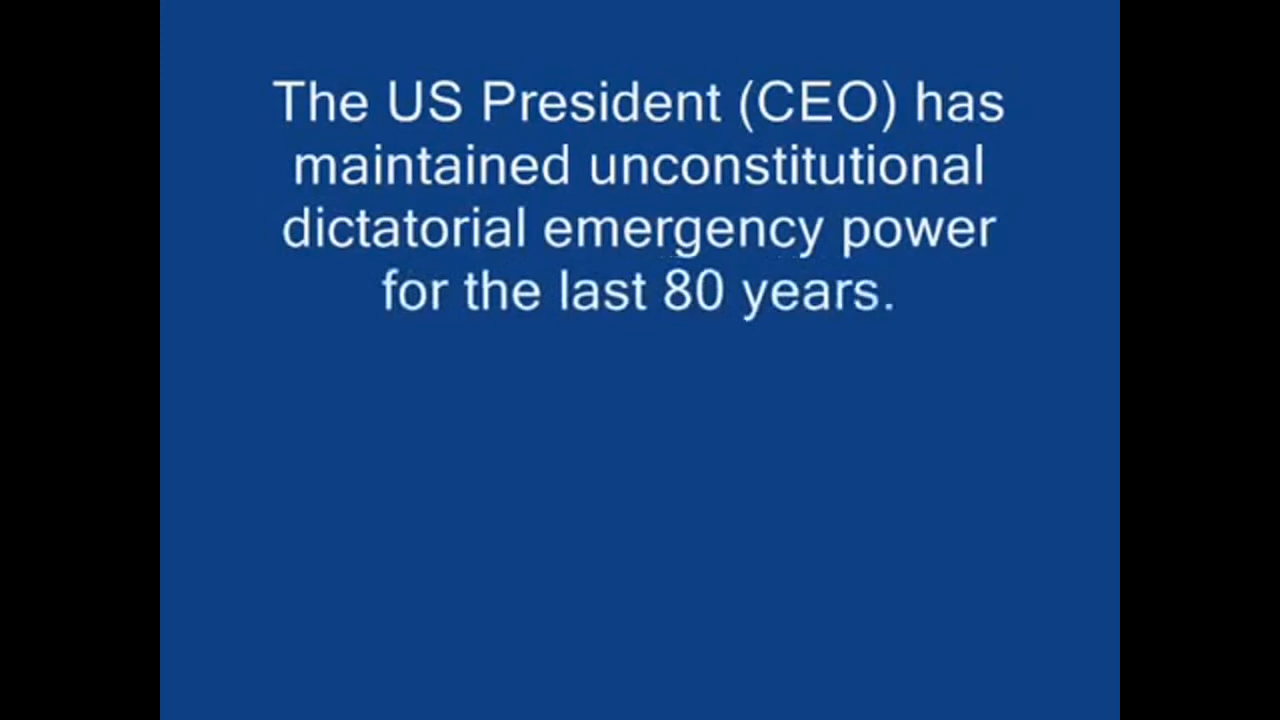 The US President (CEO) has
maintained unconstitutional
dictatorial emergency power
for the last 80 years.